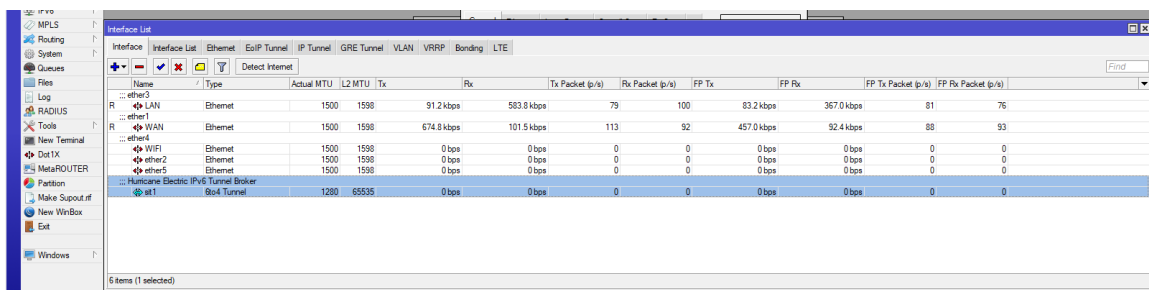 IPv6
MPLS
Routing
System
Queues
Files
Log
RADIUS
Tools
New Terminal
Dot1X
MetaROUTER
Partition
Make Supout.rif
New WinBox
Exit
Windows
Interface List
Interface Interface List Ethernet EoIP Tunnel IP Tunnel GRE Tunnel VLAN VRRP Bonding LTE
Detect Internet Find
Name / Type Actual MTU L2 MTU Tx Rx Tx Packet (p/s) Rx Packet (p/s) FP Tx FP Rx FP Tx Packet (p/s) FP Rx Packet (p/s)
::: ether3
R LAN Ethernet 1500 1598 91.2 kbps 583.8 kbps 79 100 83.2 kbps 367.0 kbps 81 76
::: ether1
R WAN Ethernet 1500 1598 674.8 kbps 101.5 kbps 113 92 457.0 kbps 92.4 kbps 88 93
::: ether4
WIFI Ethernet 1500 1598 0 bps 0 bps 0 0 0 bps 0 bps 0 0
ether2 Ethernet 1500 1598 0 bps 0 bps 0 0 0 bps 0 bps 0 0
ether5 Ethernet 1500 1598 0 bps 0 bps 0 0 0 bps 0 bps 0 0
::: Hurricane Electric IPv6 Tunnel Broker
sit1 6to4 Tunnel 1280 65535 0 bps 0 bps 0 0 0 bps 0 bps 0 0
6 items (1 selected)